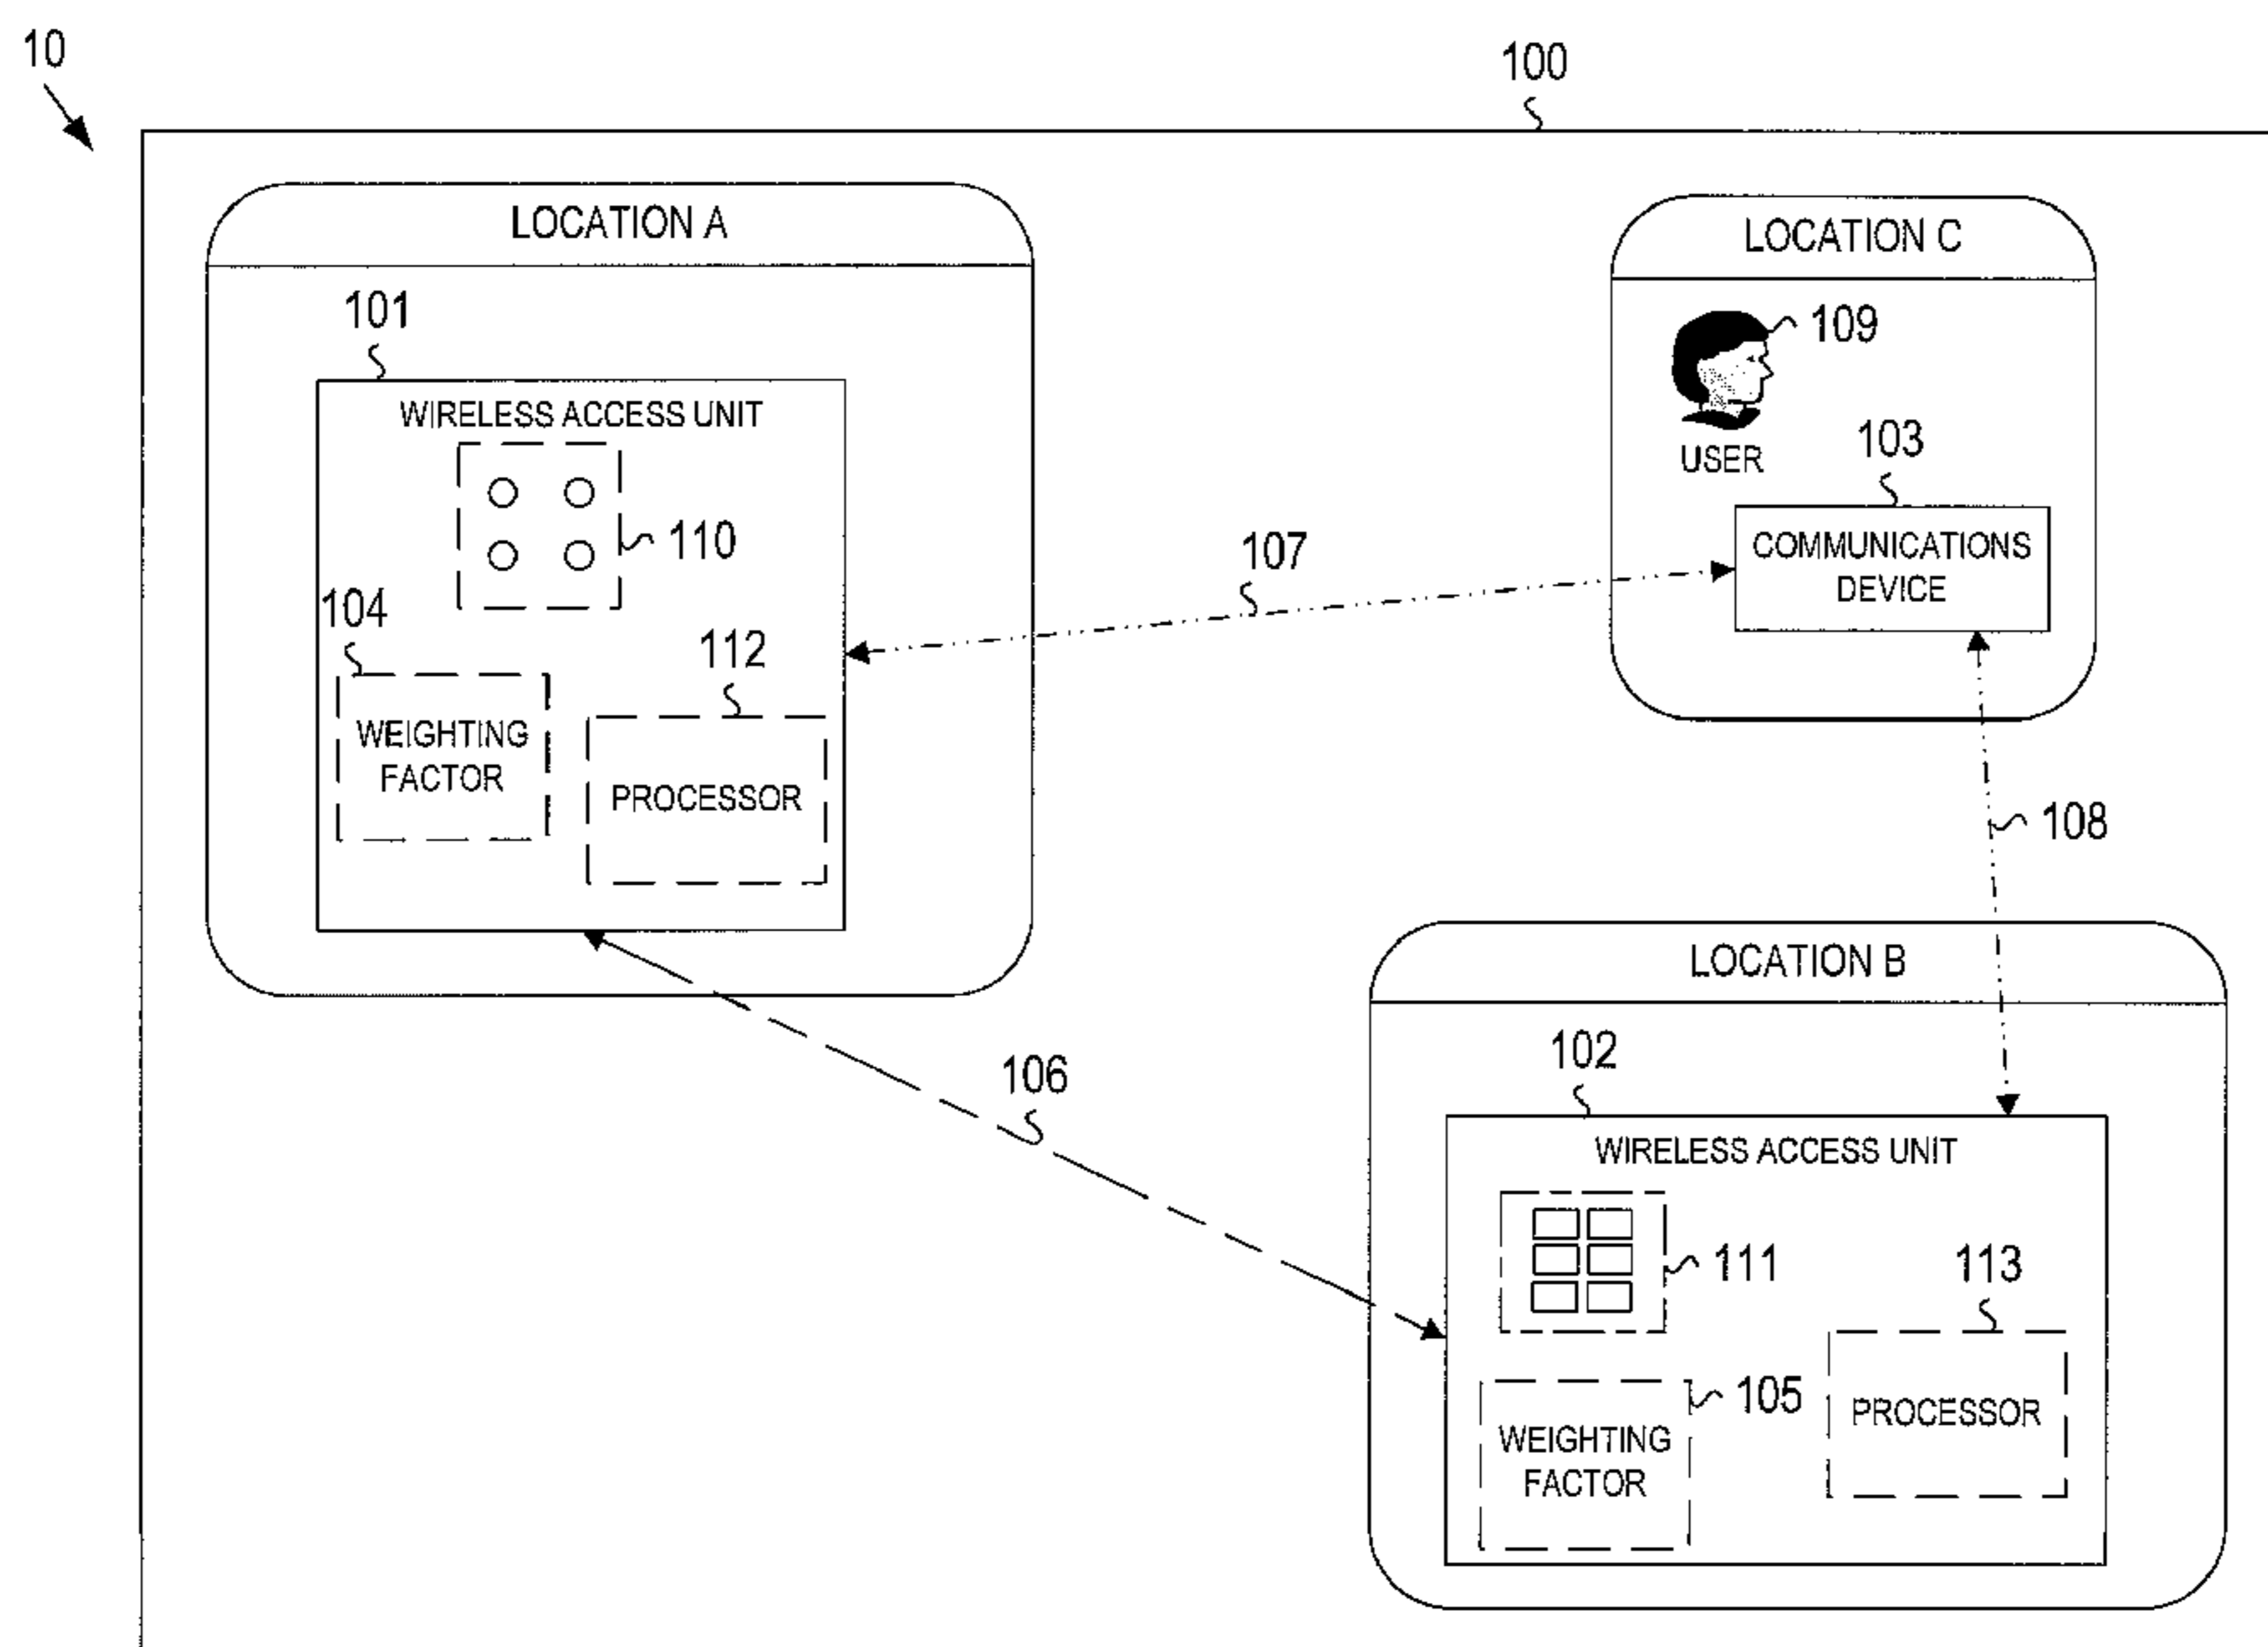 10
100
LOCATION A
101
WIRELESS ACCESS UNIT
110
104
WEIGHTING
FACTOR
112
PROCESSOR
LOCATION C
109
USER
103
COMMUNICATIONS
DEVICE
107
108
106
LOCATION B
102
WIRELESS ACCESS UNIT
111
113
PROCESSOR
105
WEIGHTING
FACTOR